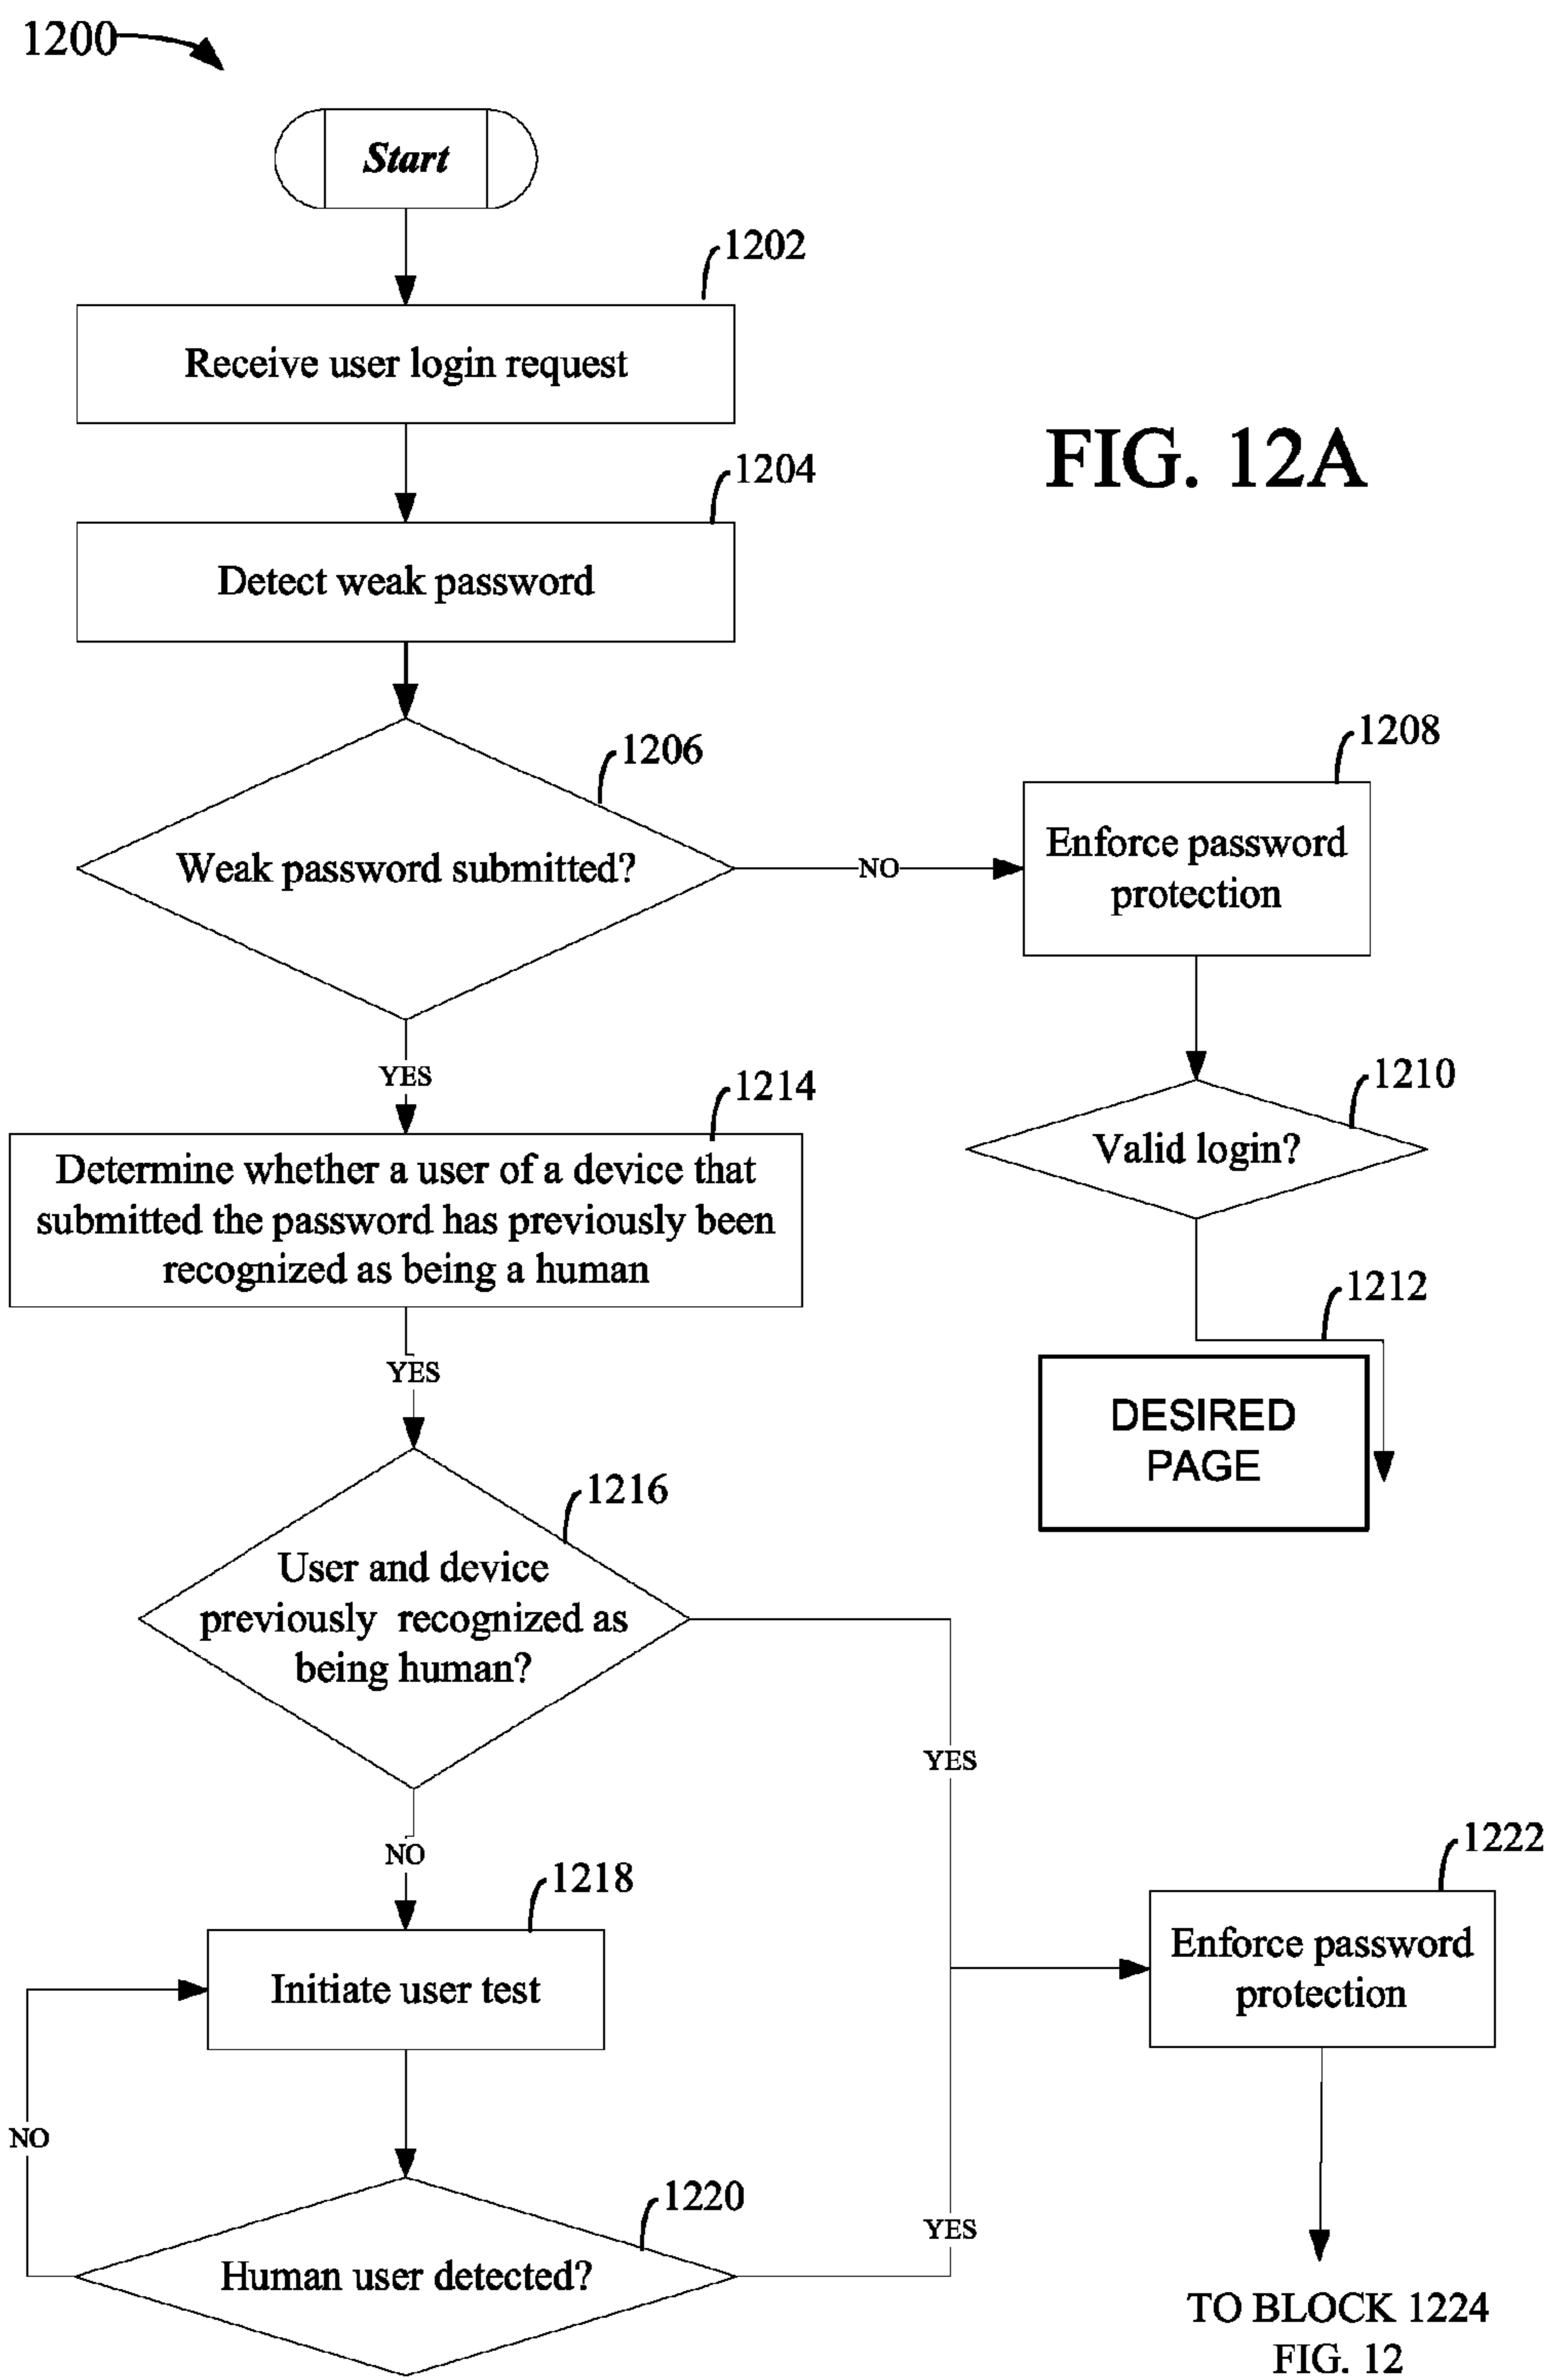 1200
Start
1202
Receive user login request
FIG. 12A
1204
Detect weak password
1206
Weak password submitted?
NO
1208
Enforce password
protection
YES
1210
Valid login?
1212
DESIRED
PAGE
1214
Determine whether a user of a device that
submitted the password has previously been
recognized as being a human
YES
1216
User and device
previously recognized as
being human?
YES
NO
1218
Initiate user test
1222
Enforce password
protection
NO
1220
Human user detected?
YES
TO BLOCK 1224
FIG. 12